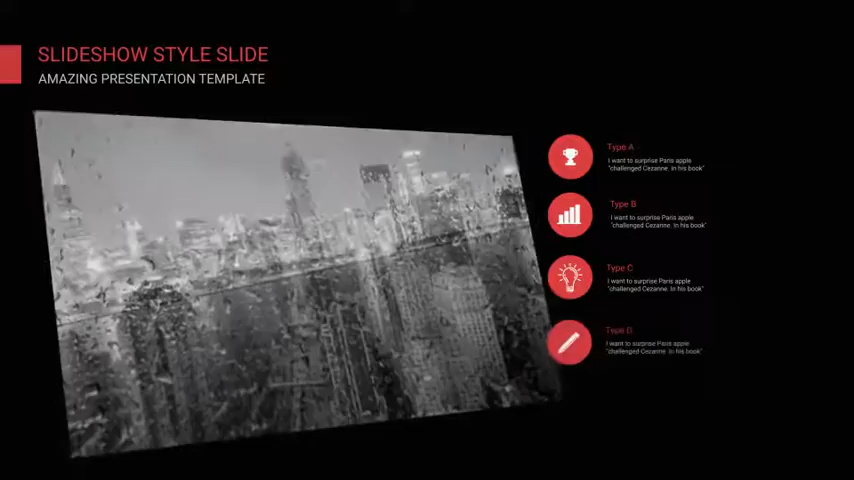 SLIDESHOW STYLE SLIDE
AMAZING PRESENTATION TEMPLATE
Type A
I want to surprise Paris apple
"challenged Cezanne. In his book"
Type B
I want to surprise Paris apple
"challenged Cezanne. In his book"
Type C
I want to surprise Paris apple
"challenged Cezanne. In his book"
Type D
I want to surprise Paris apple
"challenged Cezanne. In his book"